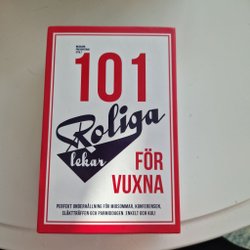 101
Roliga
lekar
FÖR
VUXNA
PERFEKT UNDERHÅLLNING FÖR MIDSOMMAR, KONFERENSEN,
SLÄKTTRÄFFEN OCH PARMIDDAGEN. ENKELT OCH KUL!